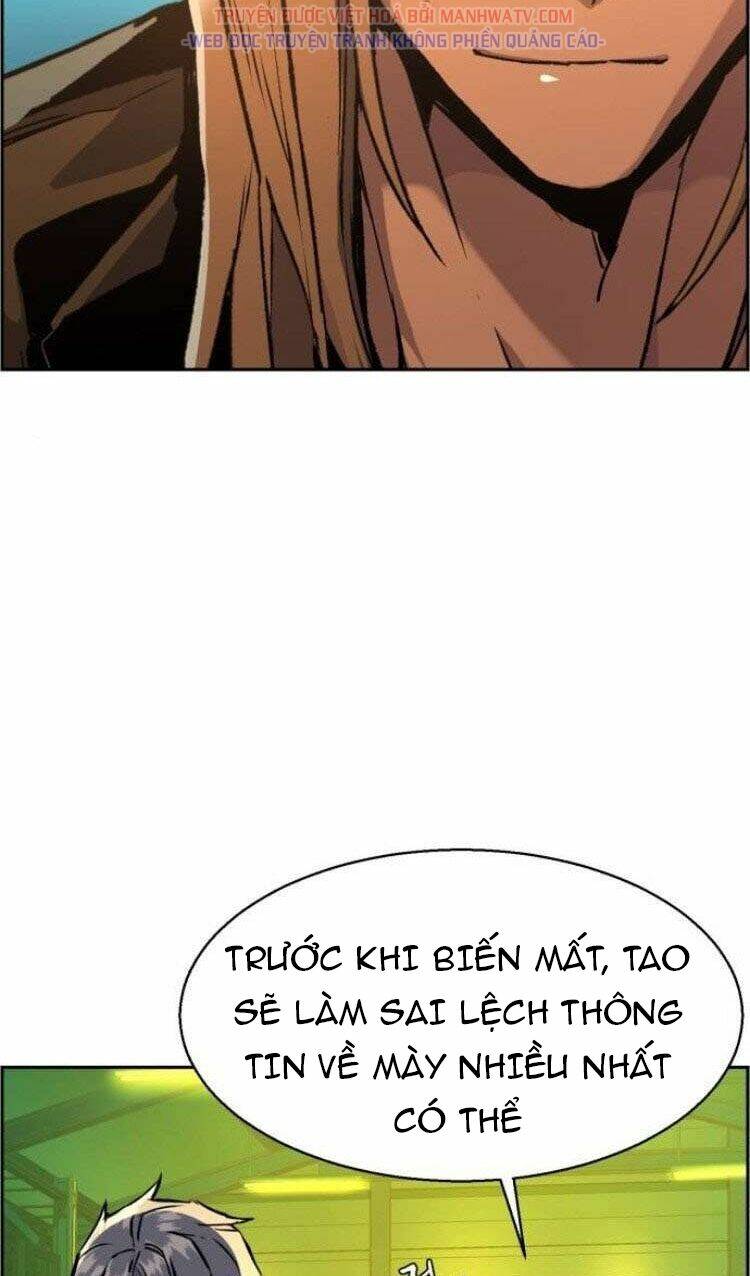 TRUYỆN ĐƯỢC VIỆT HOÁ BỞI MANHWATV.COM
-WEB ĐỌC TRUYỆN TRANH KHÔNG PHIỀN QUẢNG CÁO-
TRƯỚC KHI BIẾN MẤT, TAO
SẼ LÀM SAI LỆCH THÔNG
TIN VỀ MÀY NHIỀU NHẤT
CÓ THỂ